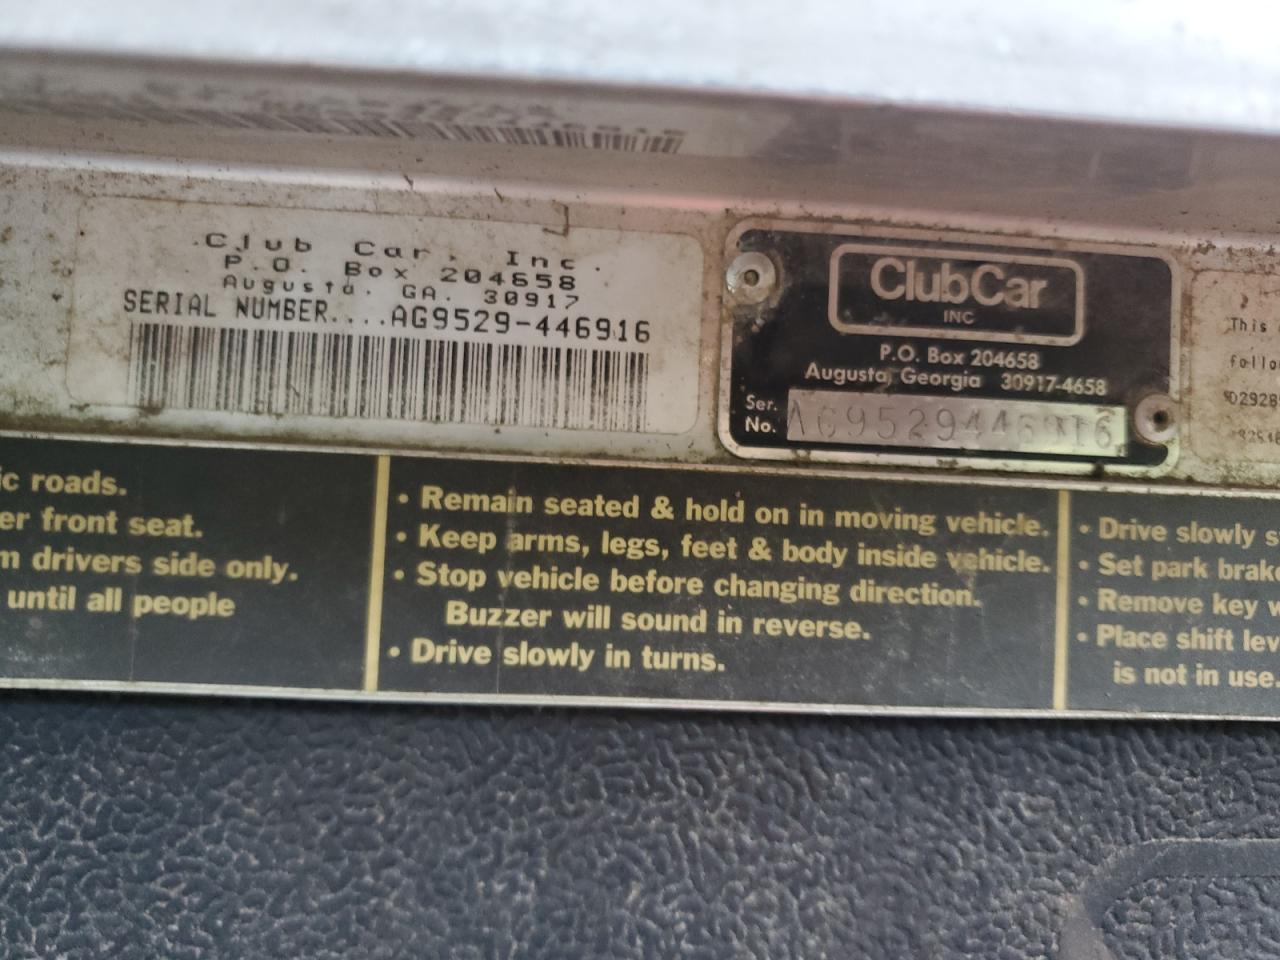 Club Car, Inc.
P.O. Box 204658
Augusta, GA. 30917
SERIAL NUMBER....AG9529-446916
ClubCar
INC
P.O. Box 204658
Augusta, Georgia 30917-4658
Ser.
No. AG9529446916
This
follo
ic roads.
er front seat.
m drivers side only.
until all people
• Remain seated & hold on in moving vehicle.
• Keep arms, legs, feet & body inside vehicle.
• Stop vehicle before changing direction.
Buzzer will sound in reverse.
• Drive slowly in turns.
• Drive slowly s
• Set park brake
• Remove key w
• Place shift lev
is not in use.